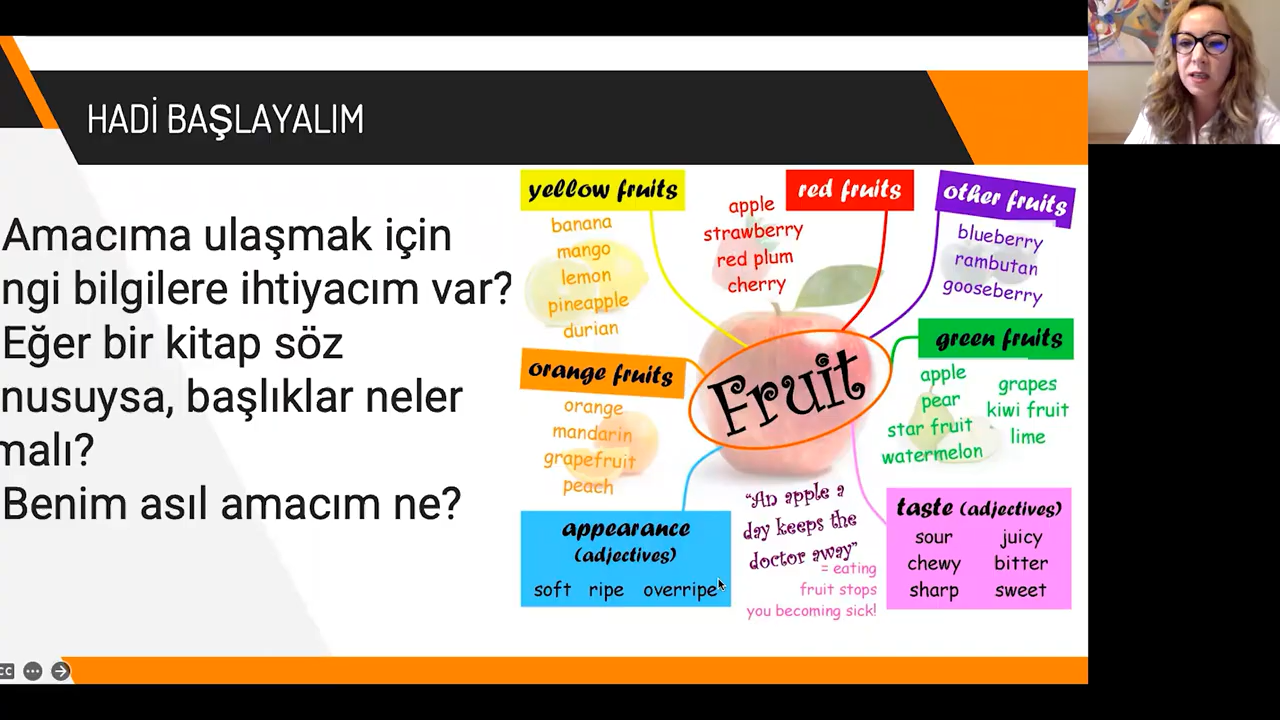 HADİ BAŞLAYALIM
Amacıma ulaşmak için
ngi bilgilere ihtiyacım var?
Eğer bir kitap söz
nusuysa, başlıklar neler
malı?
Benim asıl amacım ne?
yellow fruits
banana
mango
lemon
pineapple
durian
red fruits
apple
strawberry
red plum
cherry
other fruits
blueberry
rambutan
gooseberry
orange fruits
orange
mandarin
grapefruit
peach
Fruit
green fruits
apple
pear
star fruit
watermelon
grapes
kiwi fruit
lime
appearance
(adjectives)
soft ripe overripe
"An apple a
day keeps the
doctor away"
= eating
fruit stops
you becoming sick!
taste (adjectives)
sour juicy
chewy bitter
sharp sweet
CC